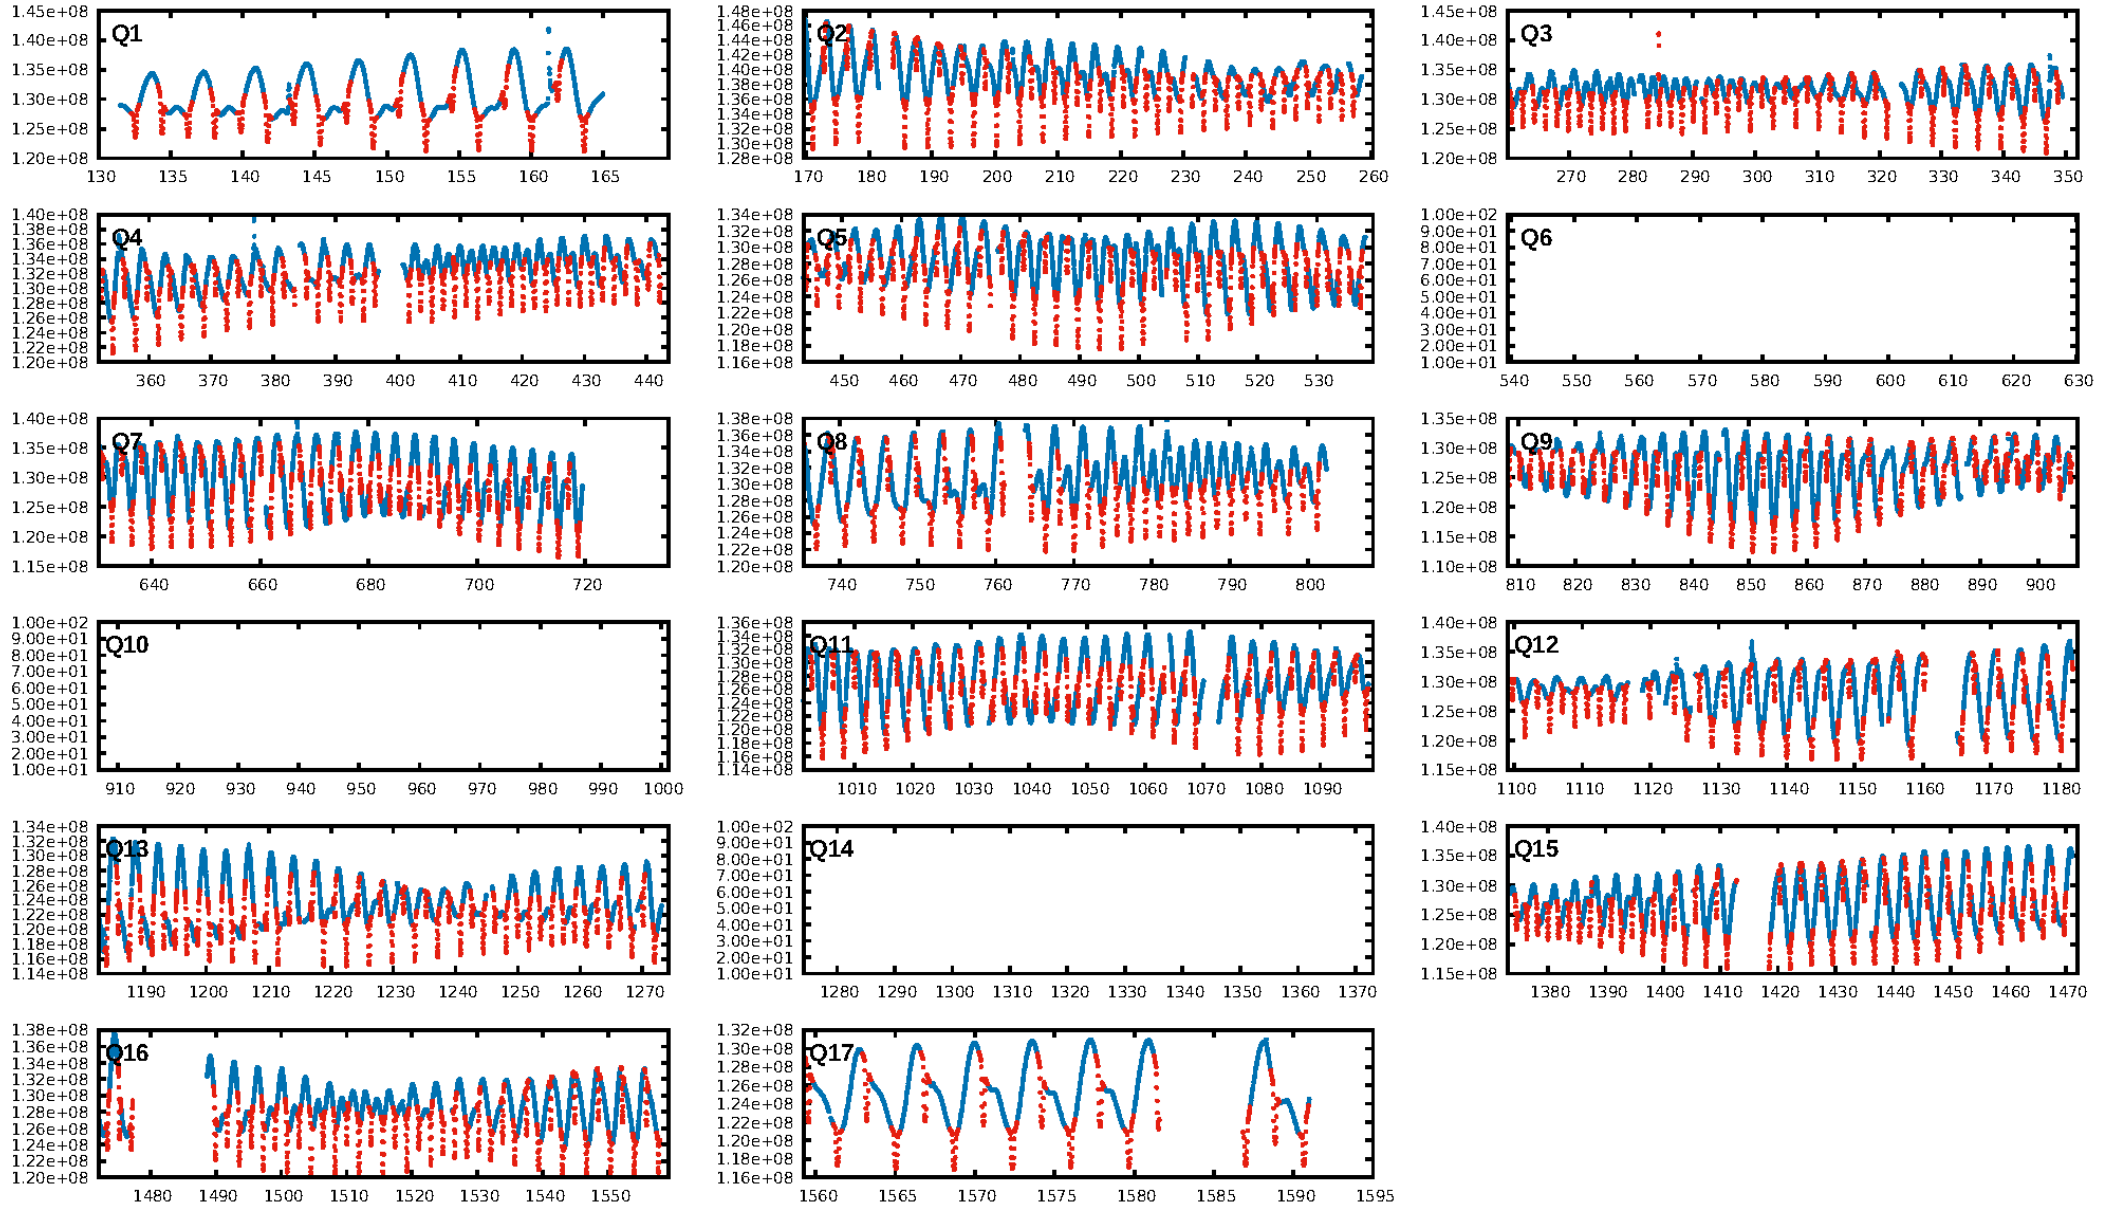 1.45e+08 1.40e+08 1.35e+08 1.30e+08 1.25e+08 1.20e+08
Q1
130 135 140 145 150 155 160 165
1.48e+08 1.46e+08 1.44e+08 1.42e+08 1.40e+08 1.38e+08 1.36e+08 1.34e+08 1.32e+08 1.30e+08 1.28e+08
Q2
170 180 190 200 210 220 230 240 250 260
1.45e+08 1.40e+08 1.35e+08 1.30e+08 1.25e+08 1.20e+08
Q3
270 280 290 300 310 320 330 340 350
1.40e+08 1.38e+08 1.36e+08 1.34e+08 1.32e+08 1.30e+08 1.28e+08 1.26e+08 1.24e+08 1.22e+08 1.20e+08
Q4
360 370 380 390 400 410 420 430 440
1.34e+08 1.32e+08 1.30e+08 1.28e+08 1.26e+08 1.24e+08 1.22e+08 1.20e+08 1.18e+08 1.16e+08
Q5
450 460 470 480 490 500 510 520 530
1.00e+02 9.00e+01 8.00e+01 7.00e+01 6.00e+01 5.00e+01 4.00e+01 3.00e+01 2.00e+01 1.00e+01
Q6
540 550 560 570 580 590 600 610 620 630
1.40e+08 1.35e+08 1.30e+08 1.25e+08 1.20e+08 1.15e+08
Q7
640 660 680 700 720
1.38e+08 1.36e+08 1.34e+08 1.32e+08 1.30e+08 1.28e+08 1.26e+08 1.24e+08 1.22e+08 1.20e+08
Q8
740 750 760 770 780 790 800
1.35e+08 1.30e+08 1.25e+08 1.20e+08 1.15e+08 1.10e+08
Q9
810 820 830 840 850 860 870 880 890 900
1.00e+02 9.00e+01 8.00e+01 7.00e+01 6.00e+01 5.00e+01 4.00e+01 3.00e+01 2.00e+01 1.00e+01
Q10
910 920 930 940 950 960 970 980 990 1000
1.36e+08 1.34e+08 1.32e+08 1.30e+08 1.28e+08 1.26e+08 1.24e+08 1.22e+08 1.20e+08 1.18e+08 1.16e+08 1.14e+08
Q11
1010 1020 1030 1040 1050 1060 1070 1080 1090
1.40e+08 1.35e+08 1.30e+08 1.25e+08 1.20e+08 1.15e+08
Q12
1100 1110 1120 1130 1140 1150 1160 1170 1180
1.34e+08 1.32e+08 1.30e+08 1.28e+08 1.26e+08 1.24e+08 1.22e+08 1.20e+08 1.18e+08 1.16e+08 1.14e+08
Q13
1190 1200 1210 1220 1230 1240 1250 1260 1270
1.00e+02 9.00e+01 8.00e+01 7.00e+01 6.00e+01 5.00e+01 4.00e+01 3.00e+01 2.00e+01 1.00e+01
Q14
1280 1290 1300 1310 1320 1330 1340 1350 1360 1370
1.40e+08 1.35e+08 1.30e+08 1.25e+08 1.20e+08 1.15e+08
Q15
1380 1390 1400 1410 1420 1430 1440 1450 1460 1470
1.38e+08 1.36e+08 1.34e+08 1.32e+08 1.30e+08 1.28e+08 1.26e+08 1.24e+08 1.22e+08 1.20e+08
Q16
1480 1490 1500 1510 1520 1530 1540 1550
1.32e+08 1.30e+08 1.28e+08 1.26e+08 1.24e+08 1.22e+08 1.20e+08 1.18e+08 1.16e+08
Q17
1560 1565 1570 1575 1580 1585 1590 1595